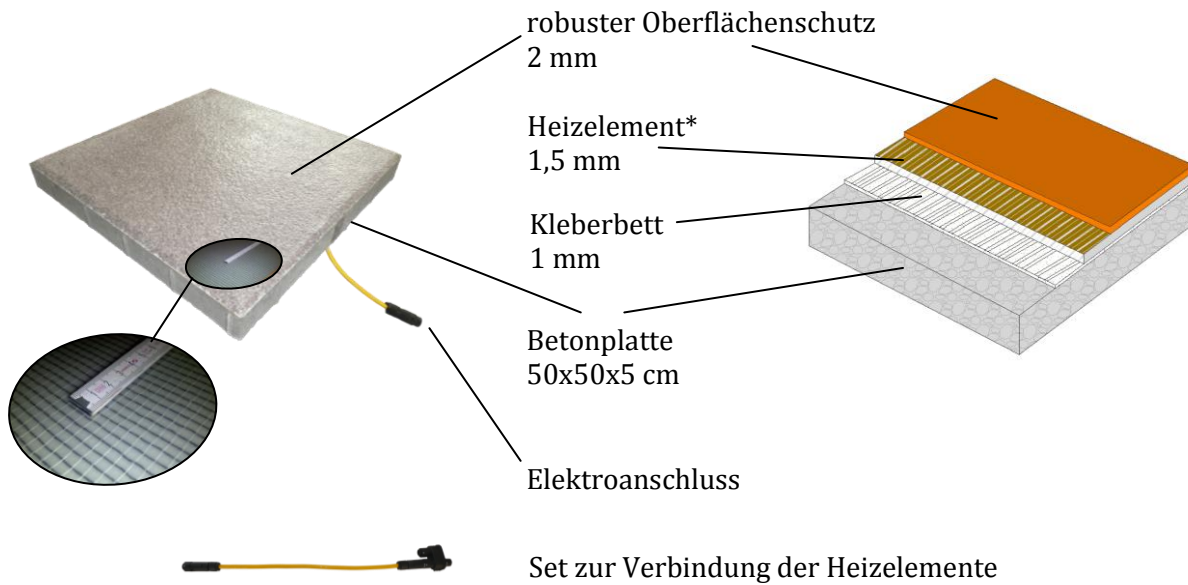 robuster Oberflächenschutz
2 mm
Heizelement*
1,5 mm
Kleberbett
1 mm
Betonplatte
50x50x5 cm
Elektroanschluss
Set zur Verbindung der Heizelemente